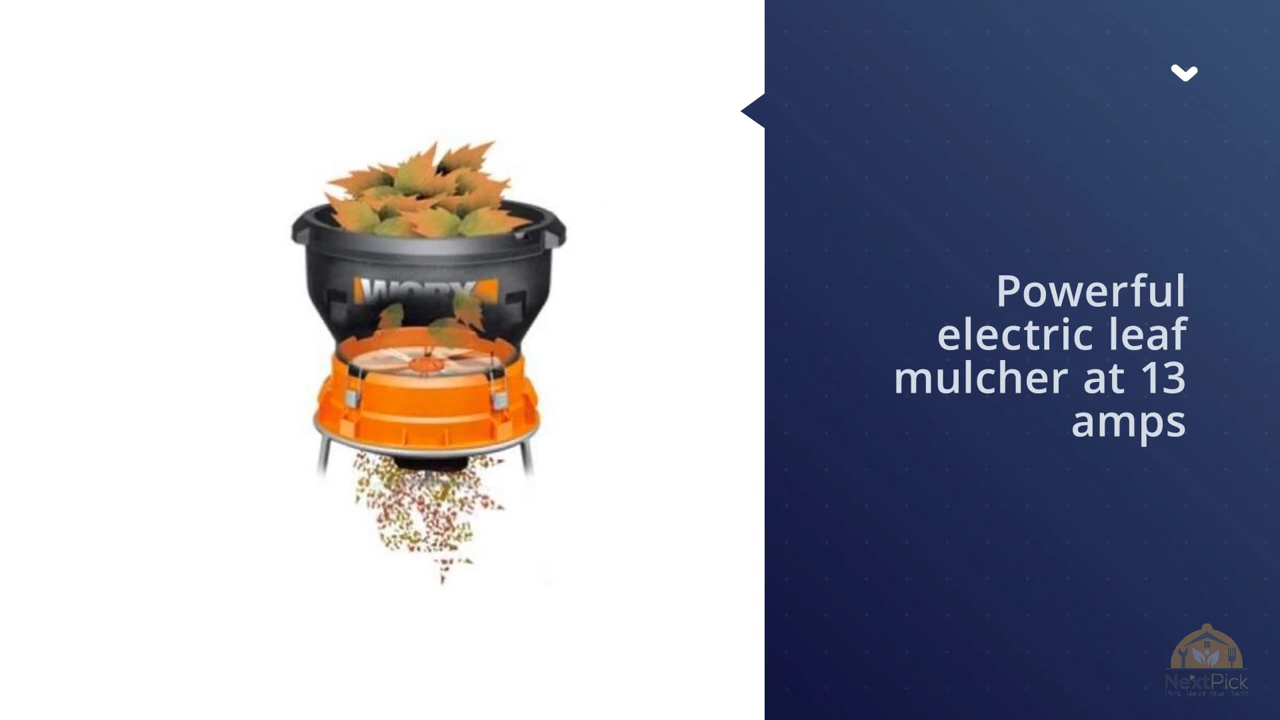 WORX
Powerful
electric leaf
mulcher at 13
amps
NextPick